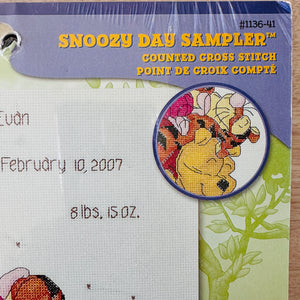 #1136-41
SNOOZY DAY SAMPLER™
COUNTED CROSS STITCH
POINT DE CROIX COMPTÉ
Evan
February 10, 2007
8 lbs, 15 oz.